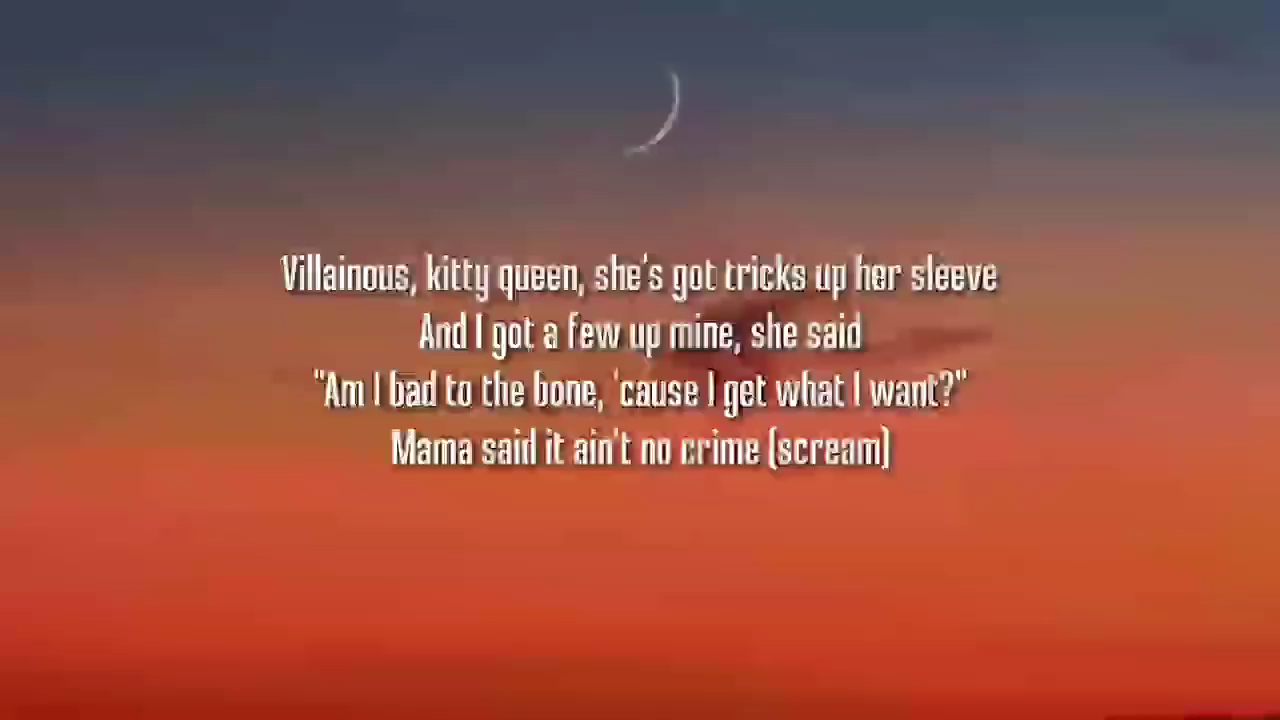 Villainous, kitty queen, she's got tricks up her sleeve
And I got a few up mine, she said
"Am I bad to the bone, 'cause I get what I want?"
Mama said it ain't no crime (scream)